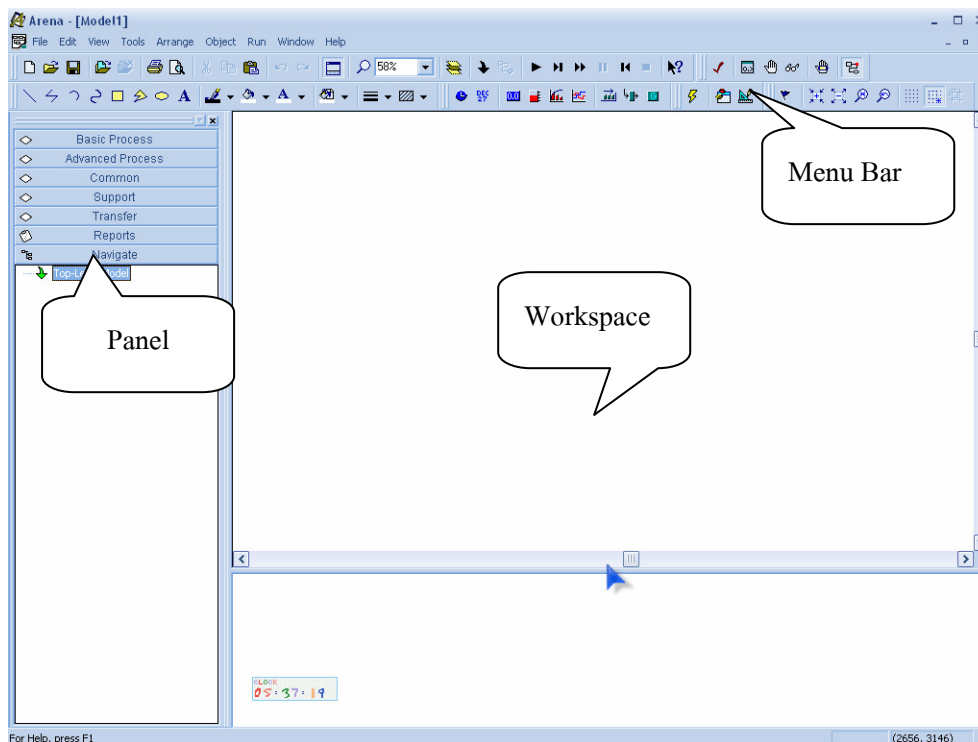 Arena - [Model1]
File Edit View Tools Arrange Object Run Window Help
58%
Basic Process
Advanced Process
Common
Support
Transfer
Reports
Navigate
Menu Bar
Workspace
Panel
CLOCK
05:37:19
For Help, press F1
(2656, 3146)